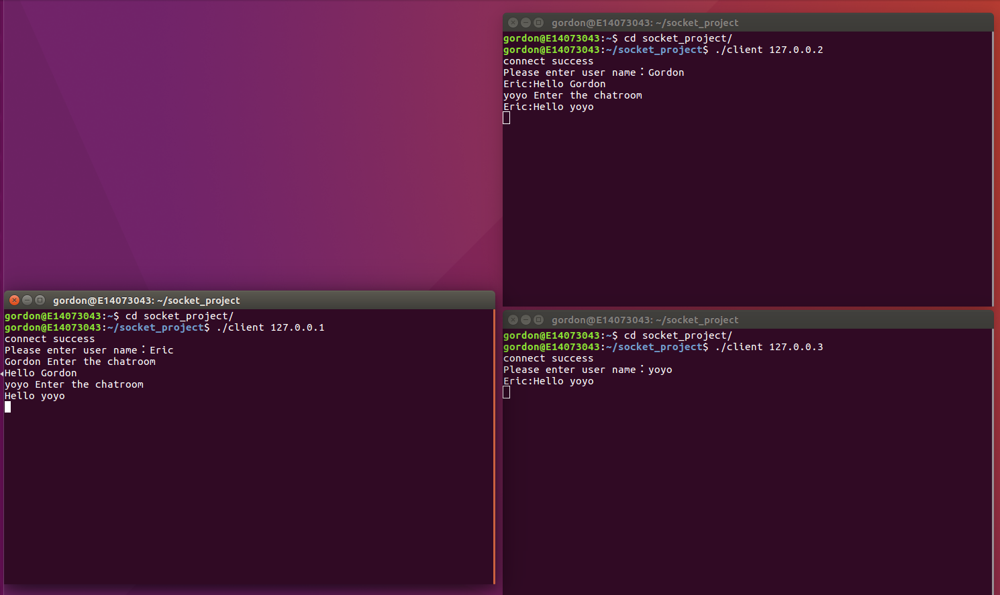 gordon@E14073043: ~/socket_project
gordon@E14073043:~$ cd socket_project/
gordon@E14073043:~/socket_project$ ./client 127.0.0.2
connect success
Please enter user name：Gordon
Eric:Hello Gordon
yoyo Enter the chatroom
Eric:Hello yoyo
gordon@E14073043: ~/socket_project
gordon@E14073043:~$ cd socket_project/
gordon@E14073043:~/socket_project$ ./client 127.0.0.1
connect success
Please enter user name：Eric
Gordon Enter the chatroom
Hello Gordon
yoyo Enter the chatroom
Hello yoyo
gordon@E14073043: ~/socket_project
gordon@E14073043:~$ cd socket_project/
gordon@E14073043:~/socket_project$ ./client 127.0.0.3
connect success
Please enter user name：yoyo
Eric:Hello yoyo